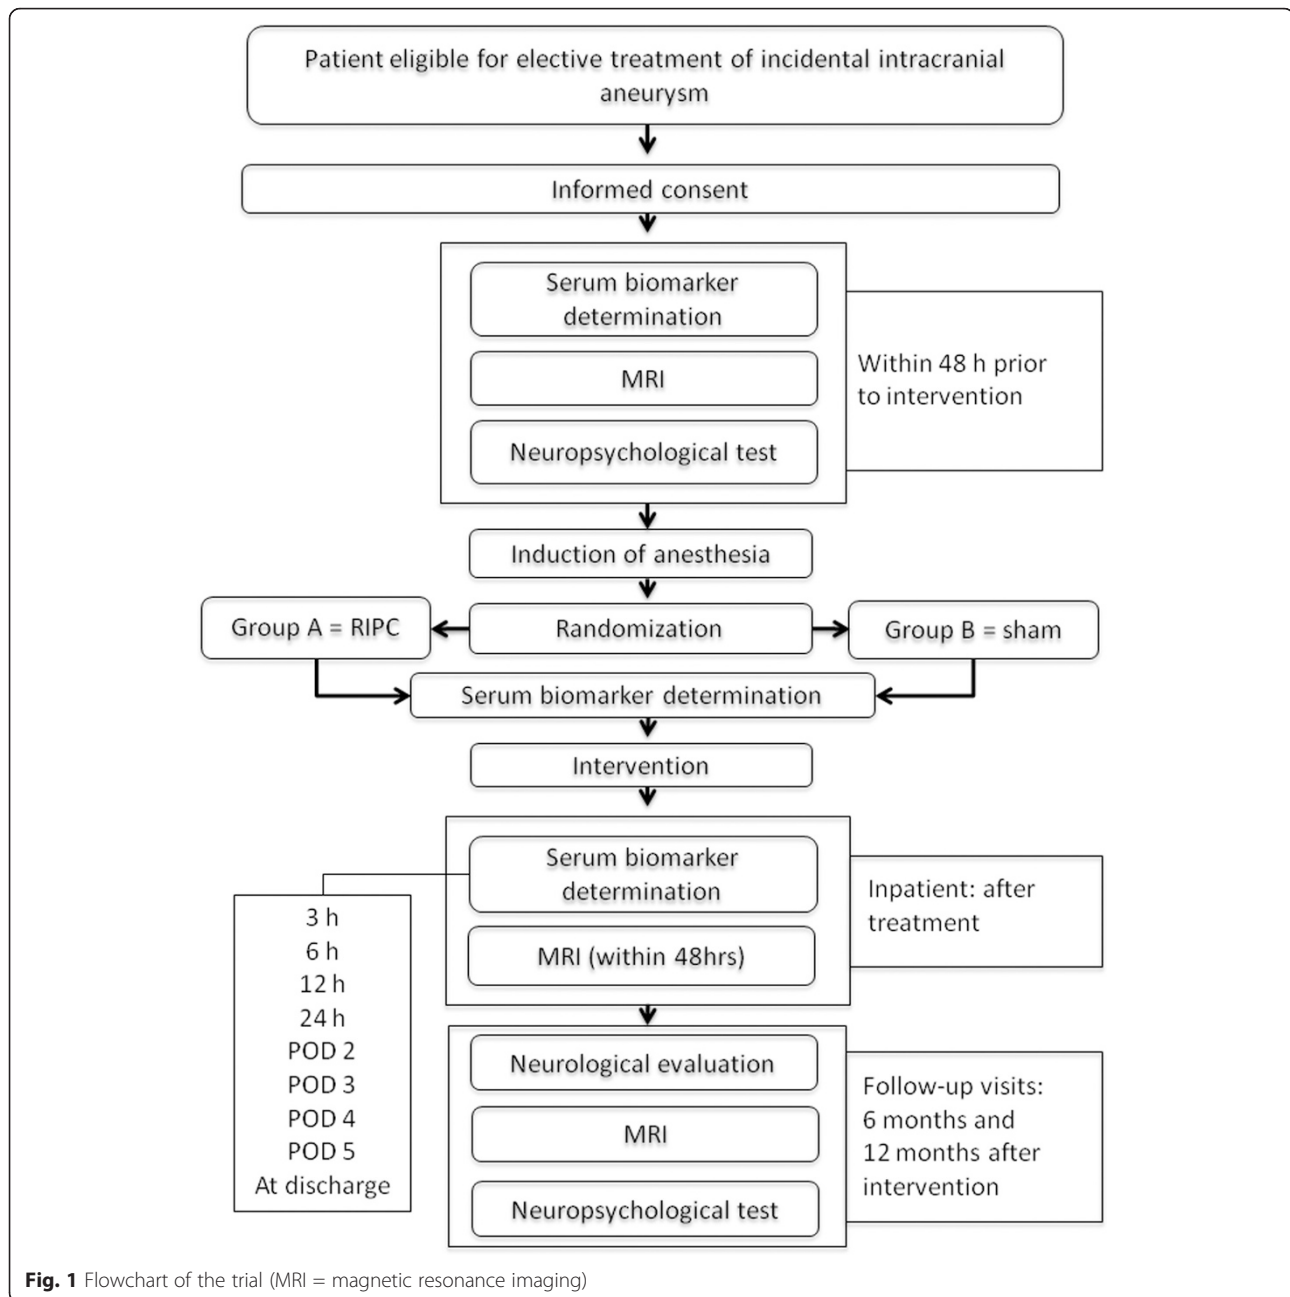 Patient eligible for elective treatment of incidental intracranial
aneurysm
Informed consent
Serum biomarker
determination
MRI
Neuropsychological test
Within 48 h prior
to intervention
Induction of anesthesia
Randomization
Group A = RIPC
Group B = sham
Serum biomarker determination
Intervention
Serum biomarker
determination
MRI (within 48hrs)
Inpatient: after
treatment
3 h
6 h
12 h
24 h
POD 2
POD 3
POD 4
POD 5
At discharge
Neurological evaluation
MRI
Neuropsychological test
Follow-up visits:
6 months and
12 months after
intervention
Fig. 1 Flowchart of the trial (MRI = magnetic resonance imaging)